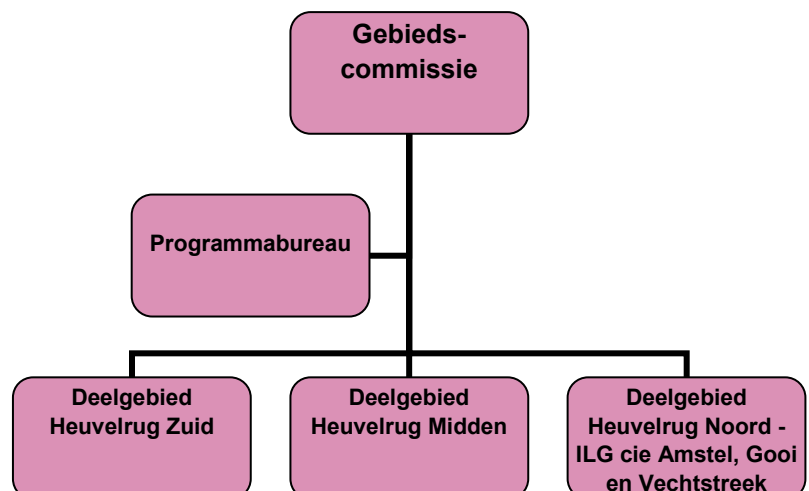 Gebieds-
commissie
Programmabureau
Deelgebied
Heuvelrug Zuid
Deelgebied
Heuvelrug Midden
Deelgebied
Heuvelrug Noord -
ILG cie Amstel, Gooi
en Vechtstreek